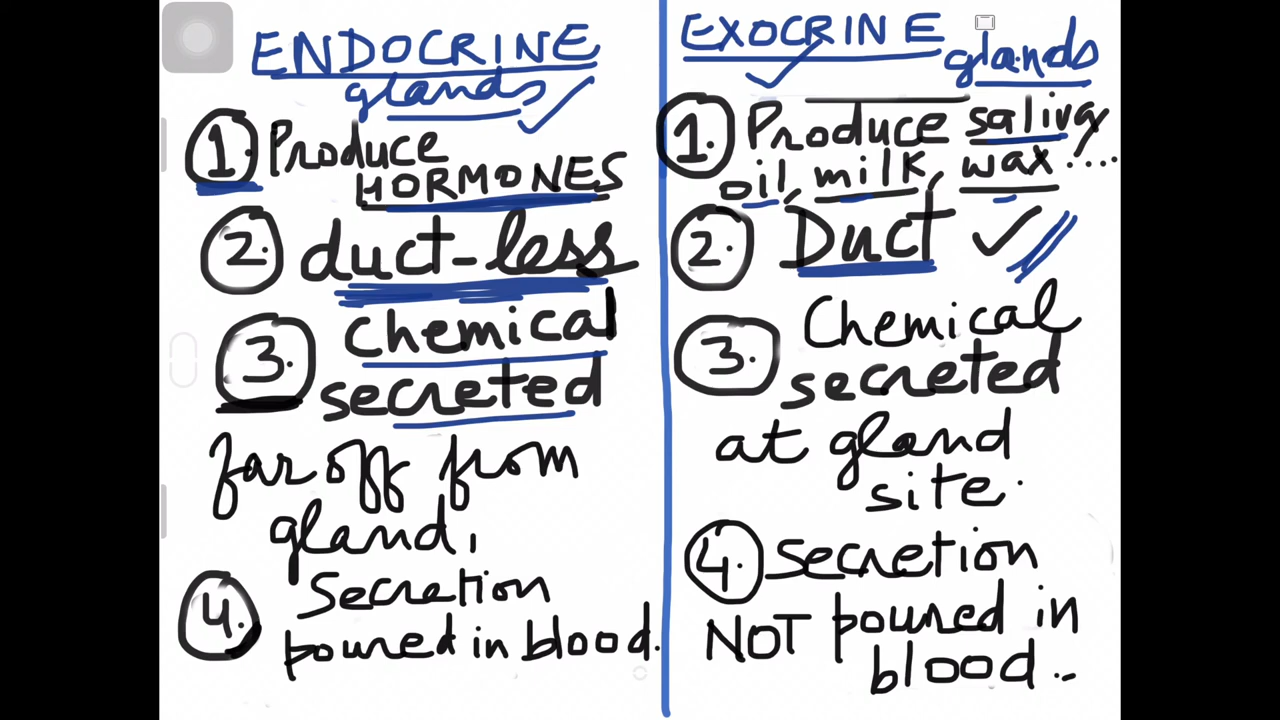 ENDOCRINE
glands
1. Produce
HORMONES
2. duct-less
3. Chemical
secreted
far off from
gland.
4. Secretion
poured in blood.
EXOCRINE
glands
1. Produce saliva,
oil, milk, wax....
2. Duct
3. Chemical
secreted
at gland
site.
4. Secretion
NOT poured in
blood..